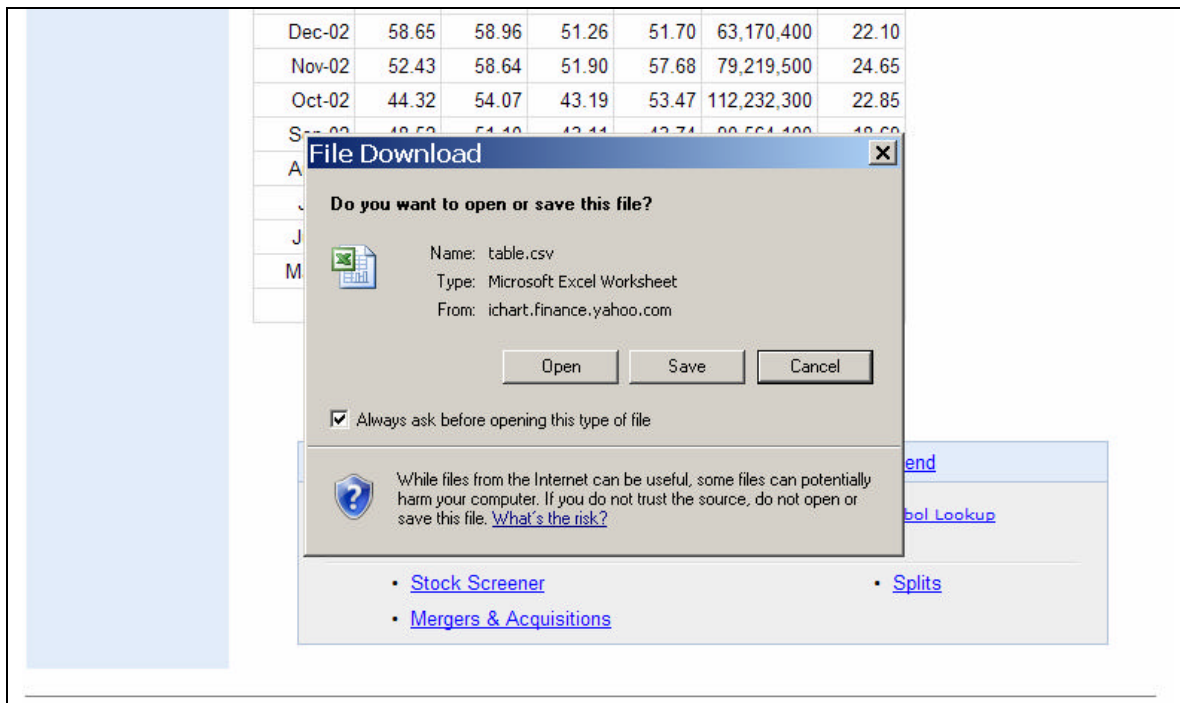 Dec-02 58.65 58.96 51.26 51.70 63,170,400 22.10
Nov-02 52.43 58.64 51.90 57.68 79,219,500 24.65
Oct-02 44.32 54.07 43.19 53.47 112,232,300 22.85
File Download
Do you want to open or save this file?
Name: table.csv
Type: Microsoft Excel Worksheet
From: ichart.finance.yahoo.com
Open Save Cancel
Always ask before opening this type of file
While files from the Internet can be useful, some files can potentially
harm your computer. If you do not trust the source, do not open or
save this file. What's the risk?
Lookup
• Stock Screener • Splits
• Mergers & Acquisitions